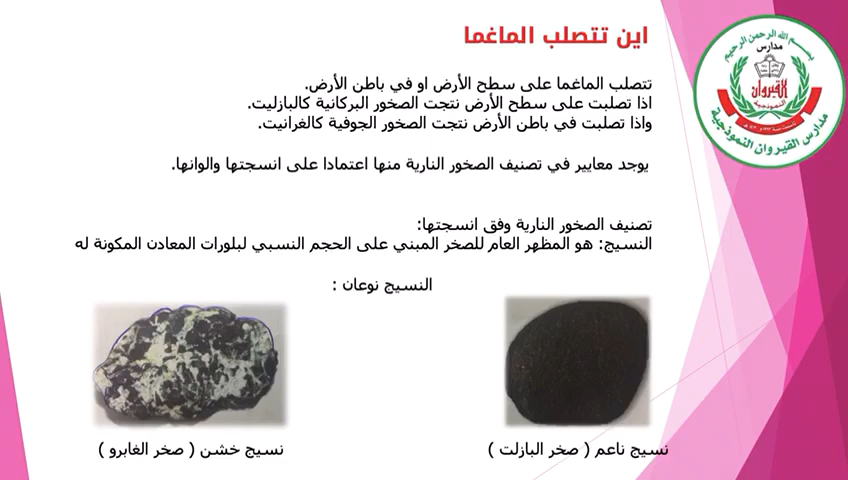 اين تتصلب الماغما
تتصلب الماغما على سطح الأرض او في باطن الأرض.
اذا تصلبت على سطح الأرض نتجت الصخور البركانية كالبازليت.
واذا تصلبت في باطن الأرض نتجت الصخور الجوفية كالغرانيت.
يوجد معايير في تصنيف الصخور النارية منها اعتمادا على انسجتها والوانها.
تصنيف الصخور النارية وفق انسجتها:
النسيج: هو المظهر العام للصخر المبني على الحجم النسبي لبلورات المعادن المكونة له
النسيج نوعان :
نسيج ناعم ( صخر البازلت )
نسيج خشن ( صخر الغابرو )
بسم الله الرحمن الرحيم
مدارس
القيروان
النموذجية
مدارس القيروان النموذجية